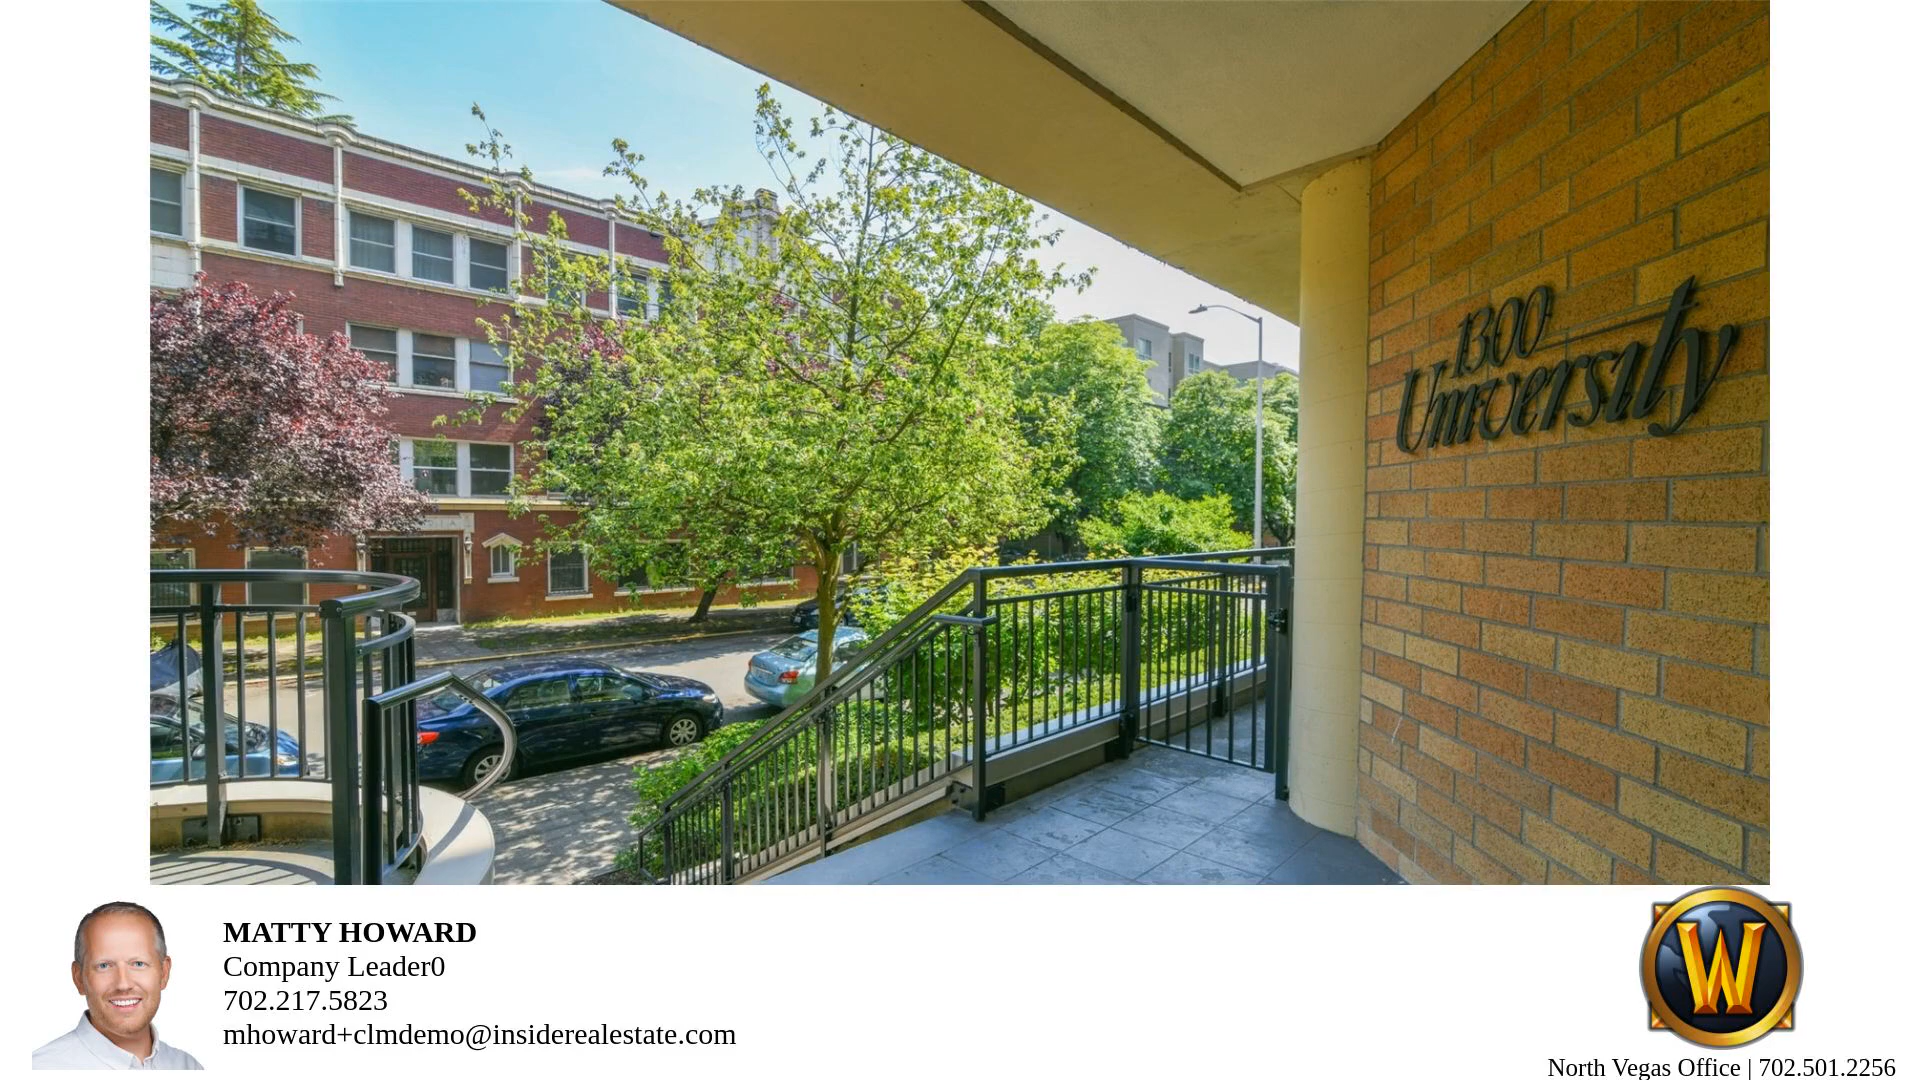 1300
University
MATTY HOWARD
Company Leader0
702.217.5823
mhoward+clmdemo@insiderealestate.com
W
North Vegas Office | 702.501.2256